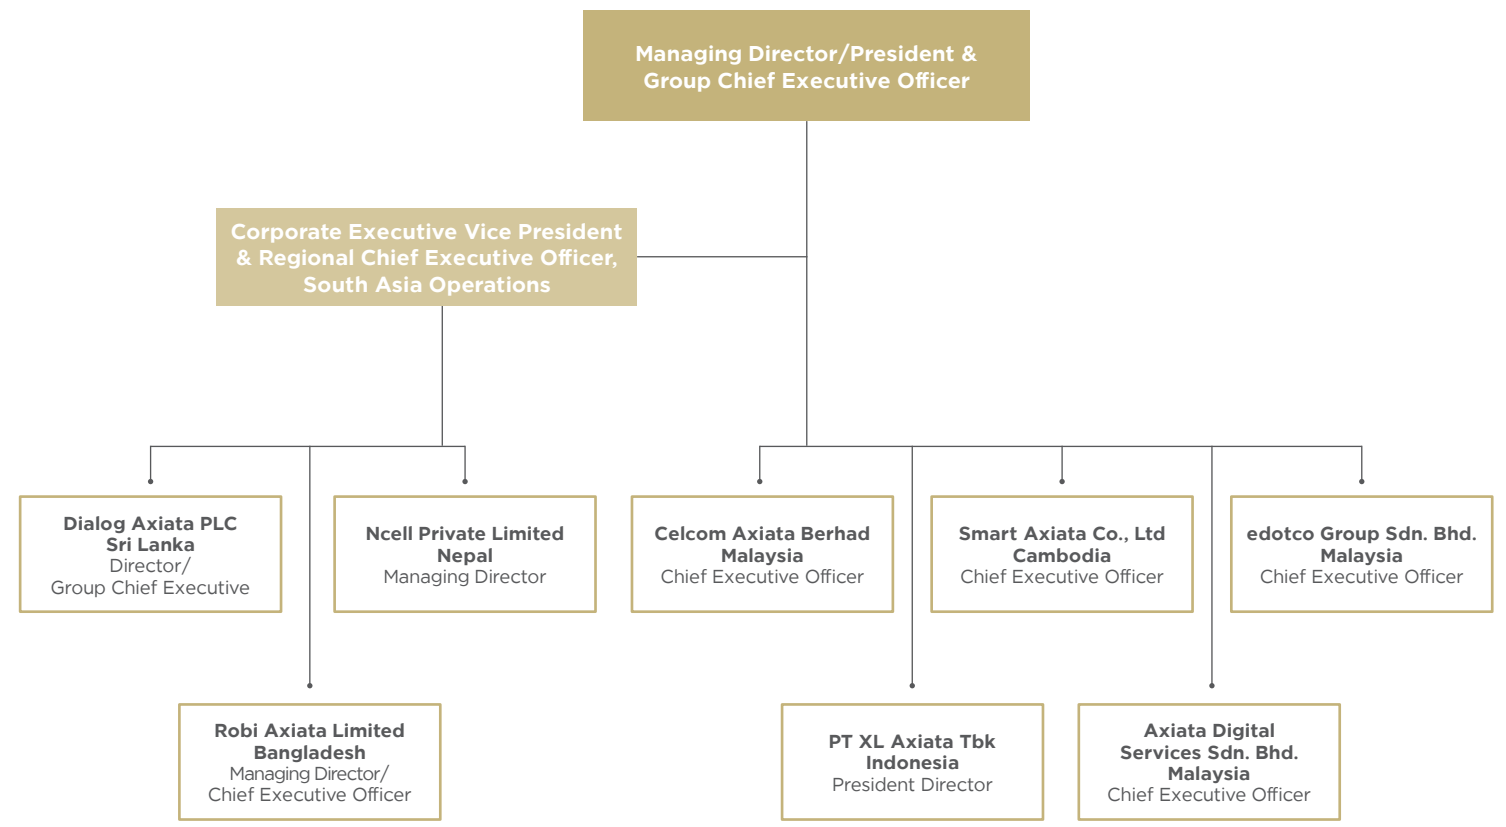 Managing Director/President &
Group Chief Executive Officer
Corporate Executive Vice President
& Regional Chief Executive Officer,
South Asia Operations
Dialog Axiata PLC
Sri Lanka
Director/
Group Chief Executive
Ncell Private Limited
Nepal
Managing Director
Celcom Axiata Berhad
Malaysia
Chief Executive Officer
Smart Axiata Co., Ltd
Cambodia
Chief Executive Officer
edotco Group Sdn. Bhd.
Malaysia
Chief Executive Officer
Robi Axiata Limited
Bangladesh
Managing Director/
Chief Executive Officer
PT XL Axiata Tbk
Indonesia
President Director
Axiata Digital
Services Sdn. Bhd.
Malaysia
Chief Executive Officer